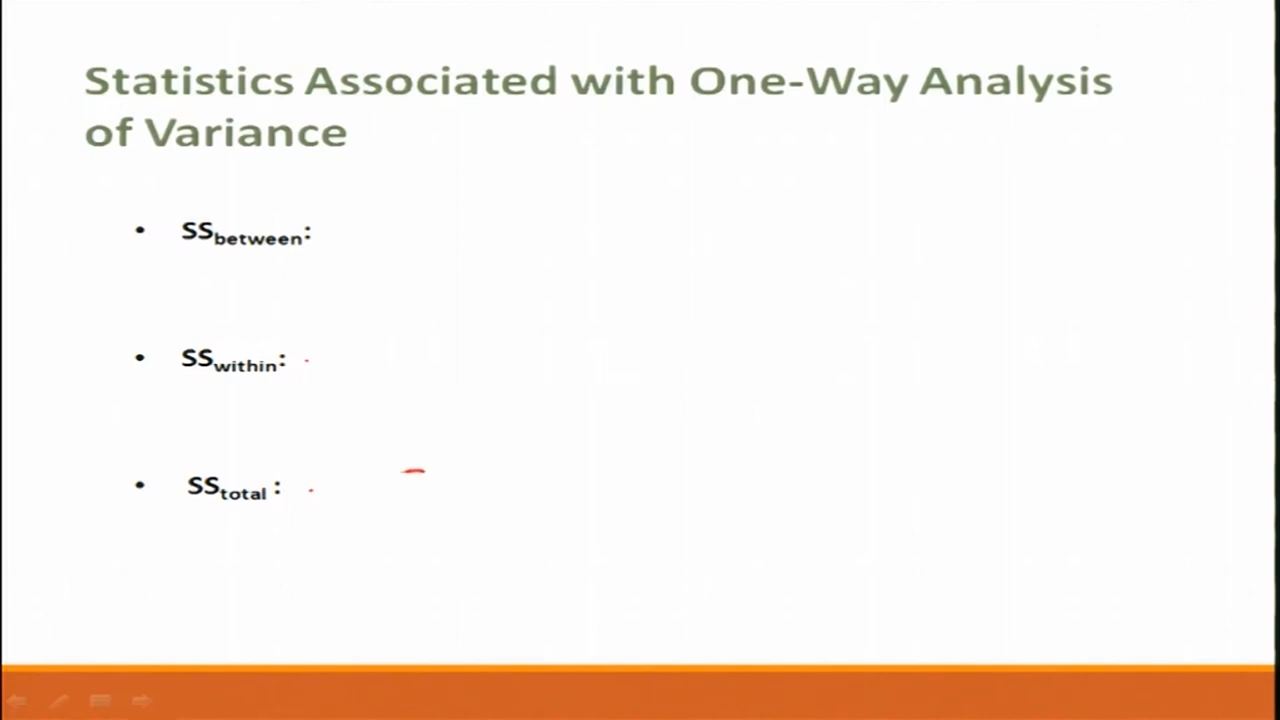 Statistics Associated with One-Way Analysis
of Variance
• SSbetween:
• SSwithin:
• SStotal :